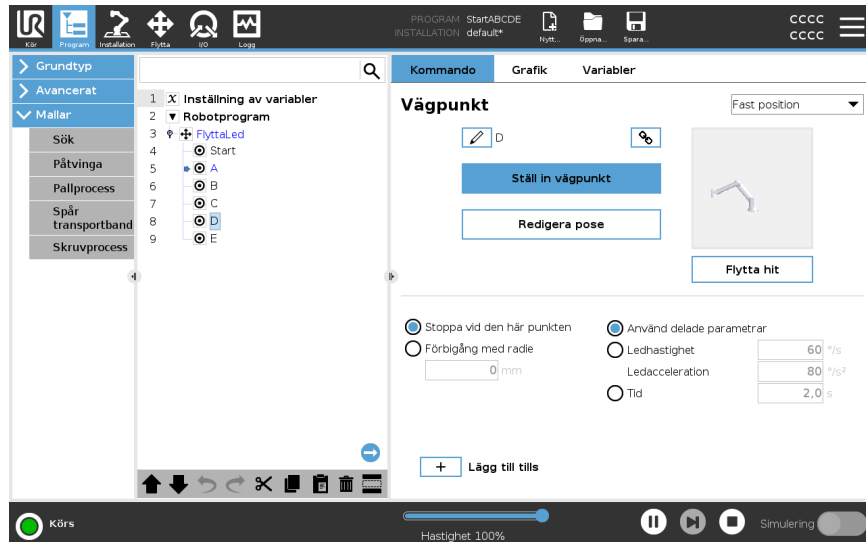 UR
PROGRAM StartABCDE
INSTALLATION default*
Kör Program Installation Flytta I/O Logg
Nytt... Öppna... Spara...
CCCC
CCCC
Grundtyp
Avancerat
Mallar
Sök
Påtvinga
Pallprocess
Spår
transportband
Skruvprocess
1 X Inställning av variabler
2 Robotprogram
3 FlyttaLed
4 Start
5 A
6 B
7 C
8 D
9 E
Kommando Grafik Variabler
Vägpunkt Fast position
D
Ställ in vägpunkt
Redigera pose
Flytta hit
Stoppa vid den här punkten
Förbigång med radie
0 mm
Använd delade parametrar
Ledhastighet 60 °/s
Ledacceleration 80 °/s²
Tid 2,0 s
+ Lägg till tills
Körs
Hastighet 100%
Simulering